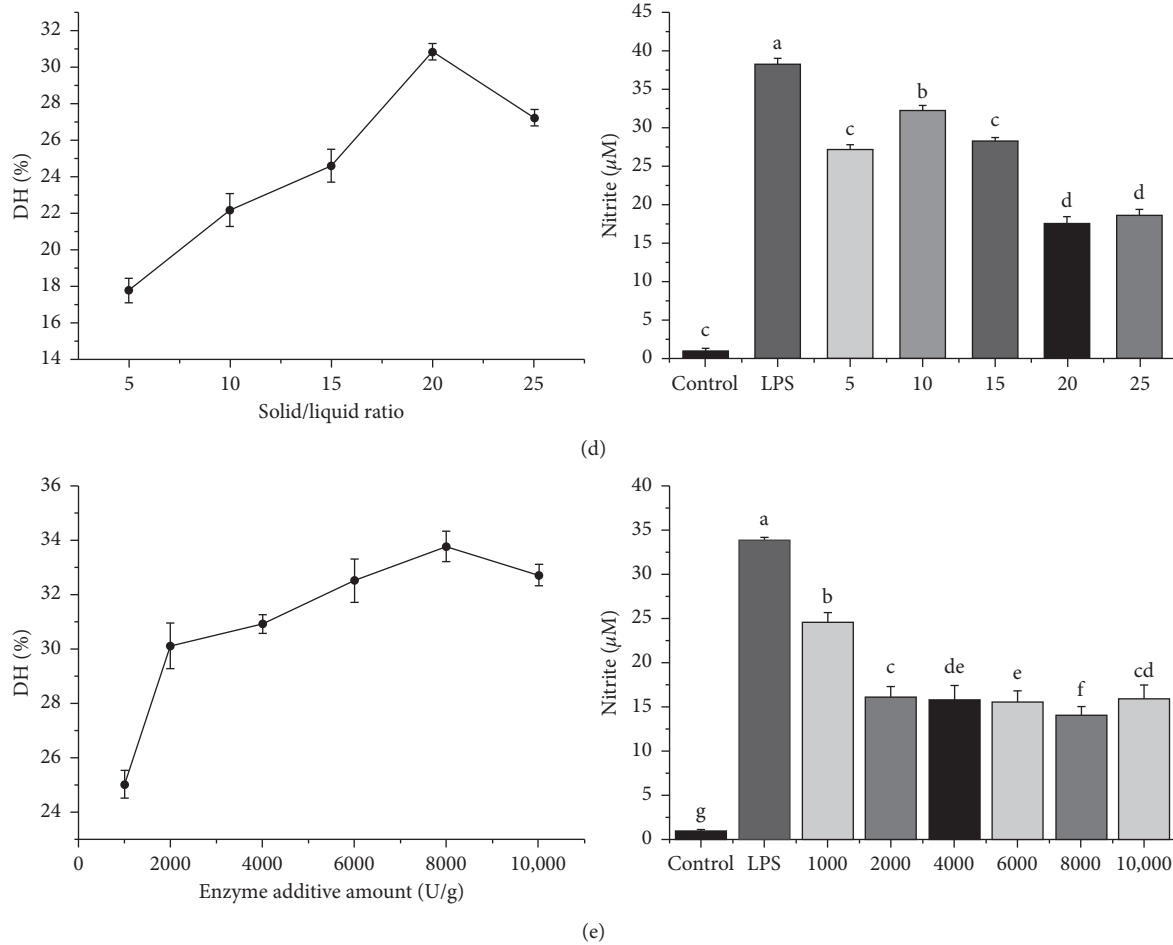 32
30
28
26
24
22
20
18
16
14
DH (%)
5 10 15 20 25
Solid/liquid ratio
40
35
30
25
20
15
10
5
0
Nitrite (μM)
c a c b c d d
Control LPS 5 10 15 20 25
(d)
36
34
32
30
28
26
24
DH (%)
0 2000 4000 6000 8000 10,000
Enzyme additive amount (U/g)
40
35
30
25
20
15
10
5
0
Nitrite (μM)
g a b c de e f cd
Control LPS 1000 2000 4000 6000 8000 10,000
(e)